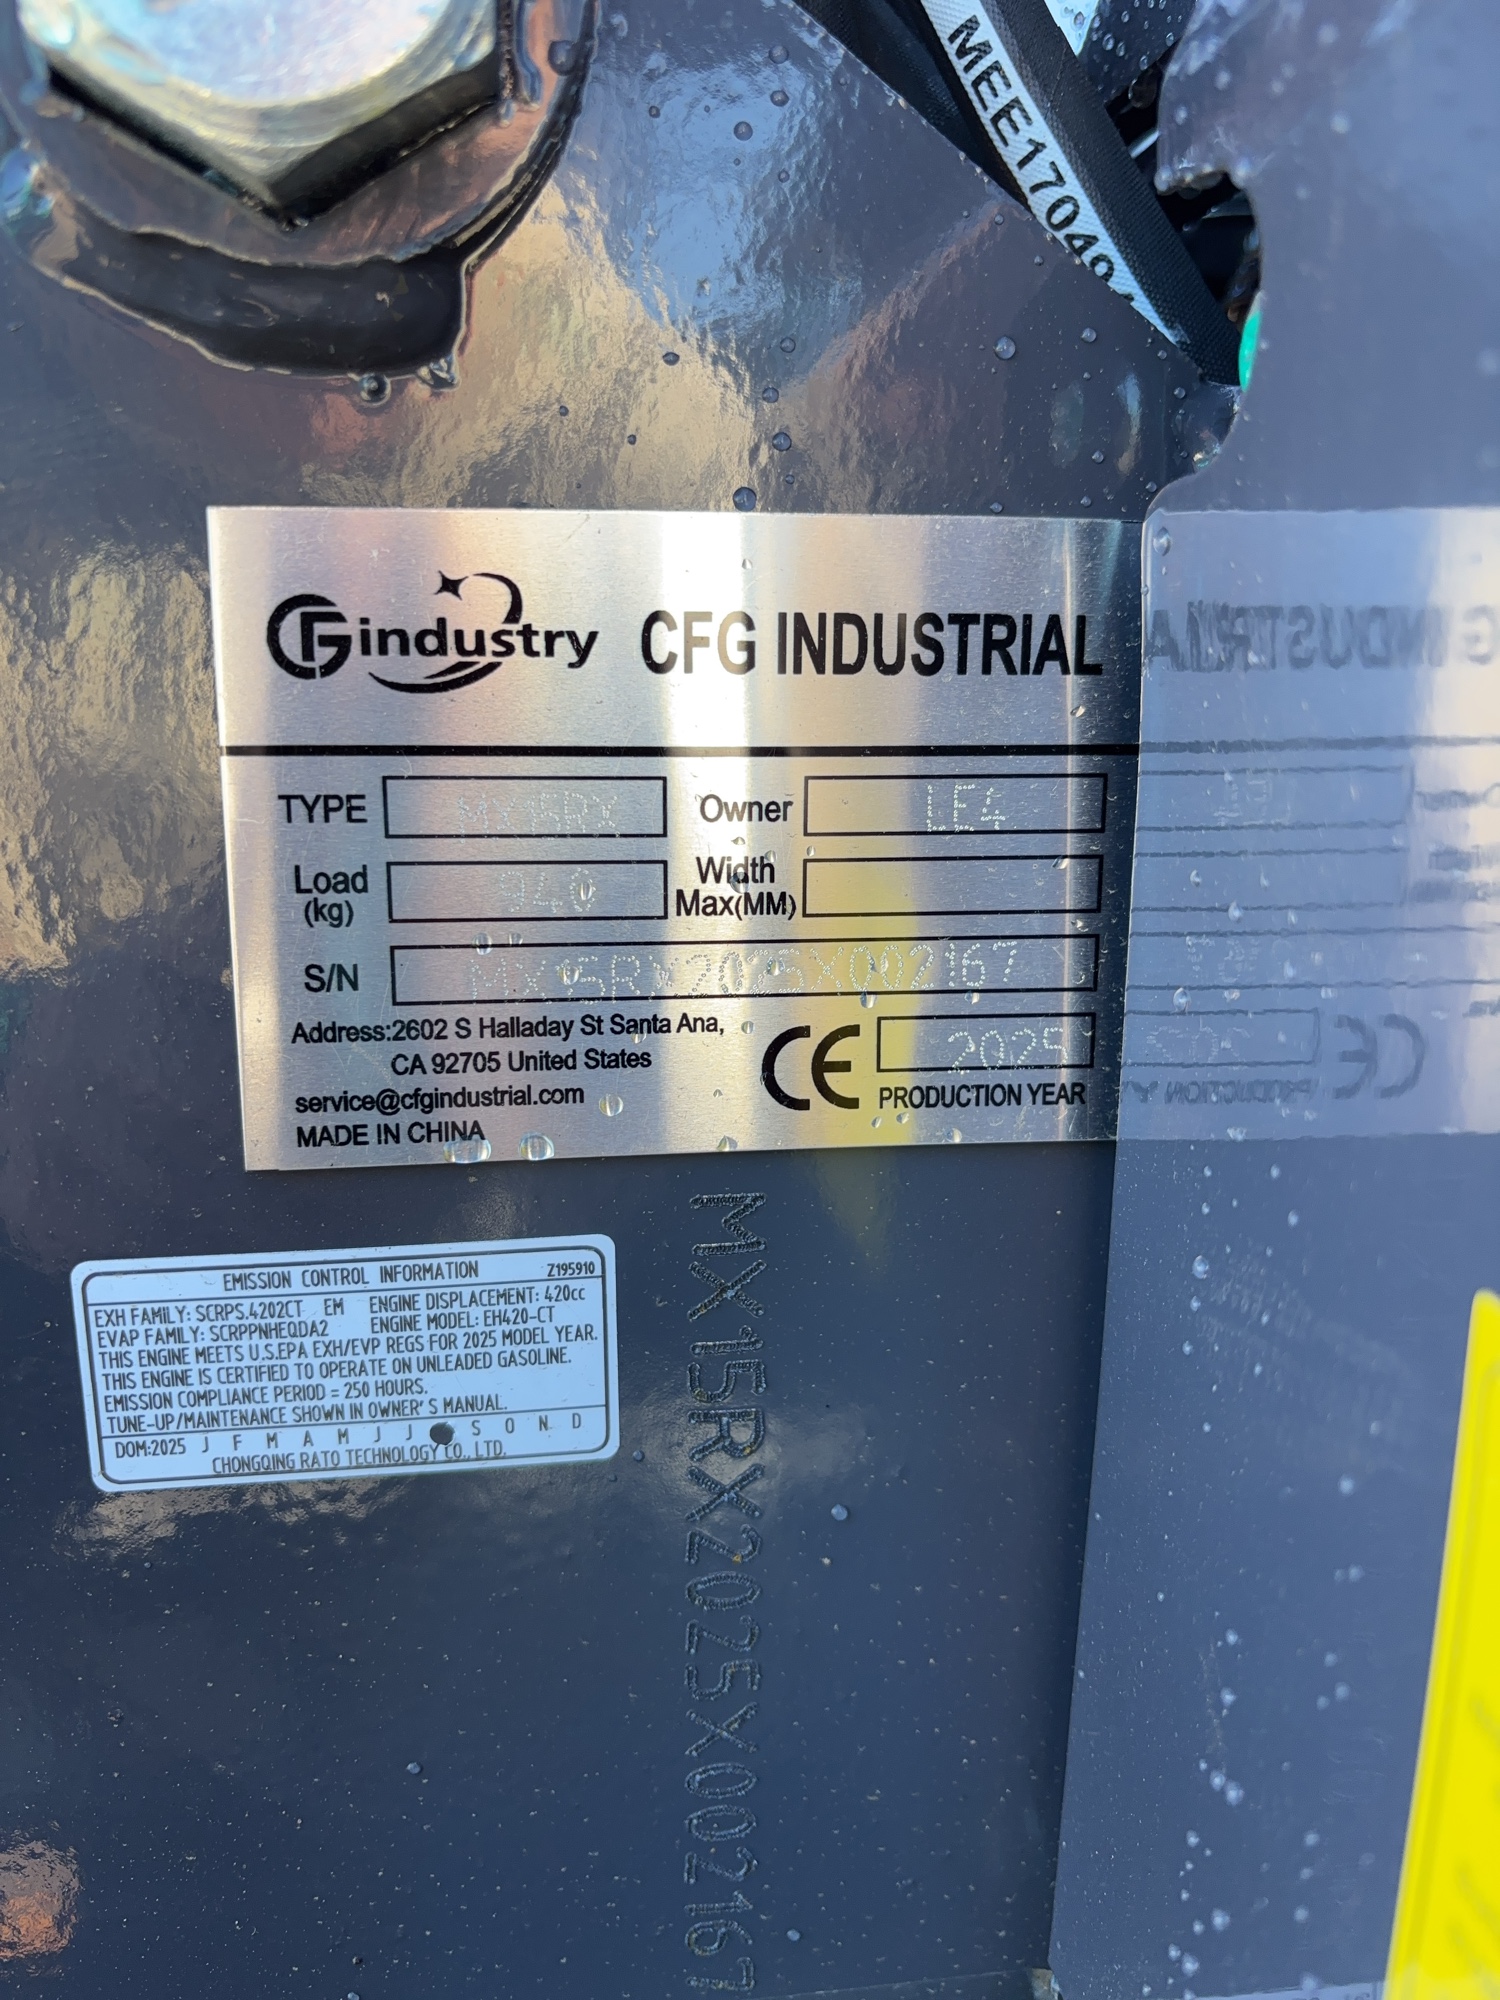 MEE17049
CFGindustry CFG INDUSTRIAL
TYPE MX15RX Owner LE4
Load (kg) 940 Width Max(MM)
S/N MX15RX2025X002167
Address:2602 S Halladay St Santa Ana,
CA 92705 United States
service@cfgindustrial.com
MADE IN CHINA
CE 2025
PRODUCTION YEAR
MX15RX2025X002167
EMISSION CONTROL INFORMATION Z195910
EXH FAMILY: SCRPS.4202CT EM ENGINE DISPLACEMENT: 420cc
EVAP FAMILY: SCRPPNHEQDA2 ENGINE MODEL: EH420-CT
THIS ENGINE MEETS U.S.EPA EXH/EVP REGS FOR 2025 MODEL YEAR.
THIS ENGINE IS CERTIFIED TO OPERATE ON UNLEADED GASOLINE.
EMISSION COMPLIANCE PERIOD = 250 HOURS.
TUNE-UP/MAINTENANCE SHOWN IN OWNER' S MANUAL.
DOM:2025 J F M A M J J S O N D
CHONGQING RATO TECHNOLOGY CO., LTD.